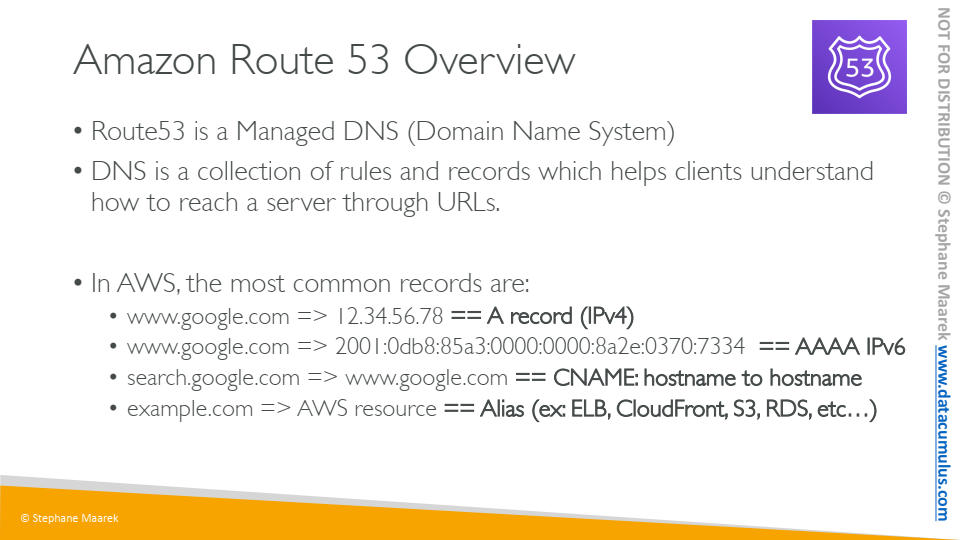 Amazon Route 53 Overview
53
• Route53 is a Managed DNS (Domain Name System)
• DNS is a collection of rules and records which helps clients understand
how to reach a server through URLs.
• In AWS, the most common records are:
• www.google.com => 12.34.56.78 == A record (IPv4)
• www.google.com => 2001:0db8:85a3:0000:0000:8a2e:0370:7334 == AAAA IPv6
• search.google.com => www.google.com == CNAME: hostname to hostname
• example.com => AWS resource == Alias (ex: ELB, CloudFront, S3, RDS, etc…)
© Stephane Maarek
NOT FOR DISTRIBUTION © Stephane Maarek www.datacumulus.com